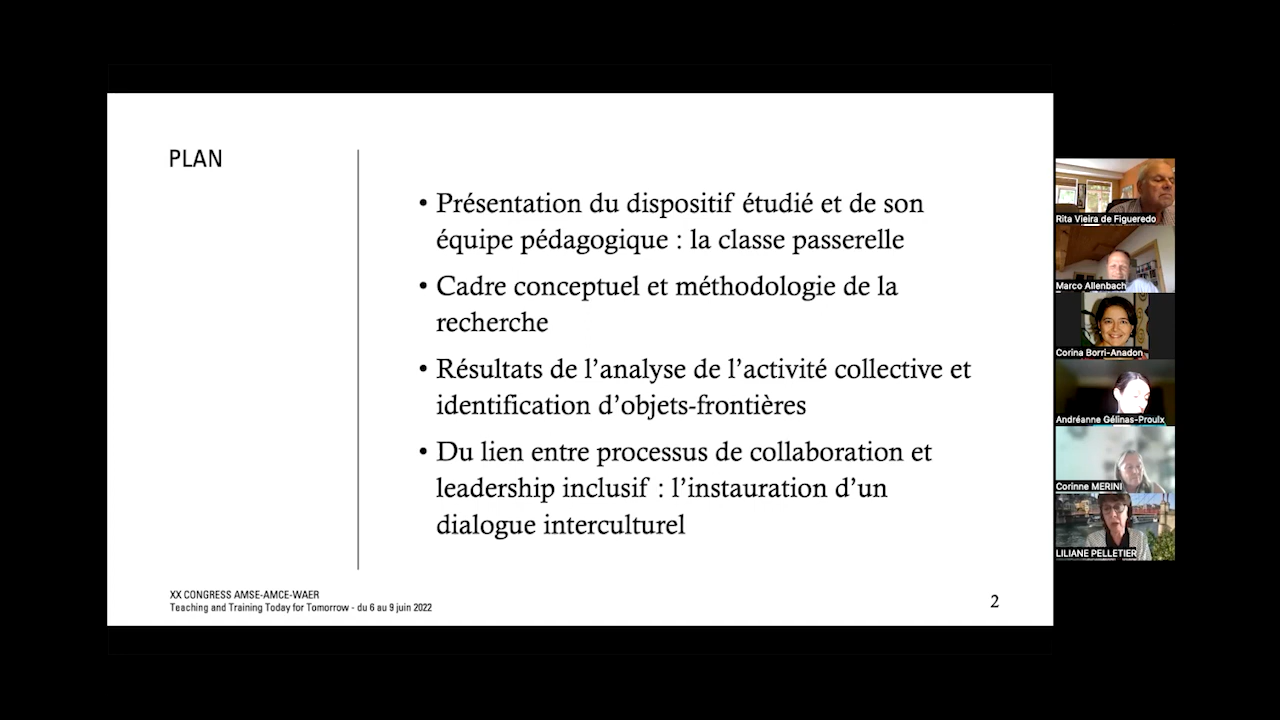 PLAN
• Présentation du dispositif étudié et de son
équipe pédagogique : la classe passerelle
• Cadre conceptuel et méthodologie de la
recherche
• Résultats de l’analyse de l’activité collective et
identification d’objets-frontières
• Du lien entre processus de collaboration et
leadership inclusif : l’instauration d’un
dialogue interculturel
XX CONGRESS AMSE-AMCE-WAER
Teaching and Training Today for Tomorrow - du 6 au 9 juin 2022
2
Rita Vieira de Figueredo
Marco Allenbach
Corina Borri-Anadon
Andréanne Gélinas-Proulx
Corinne MERINI
LILIANE PELLETIER